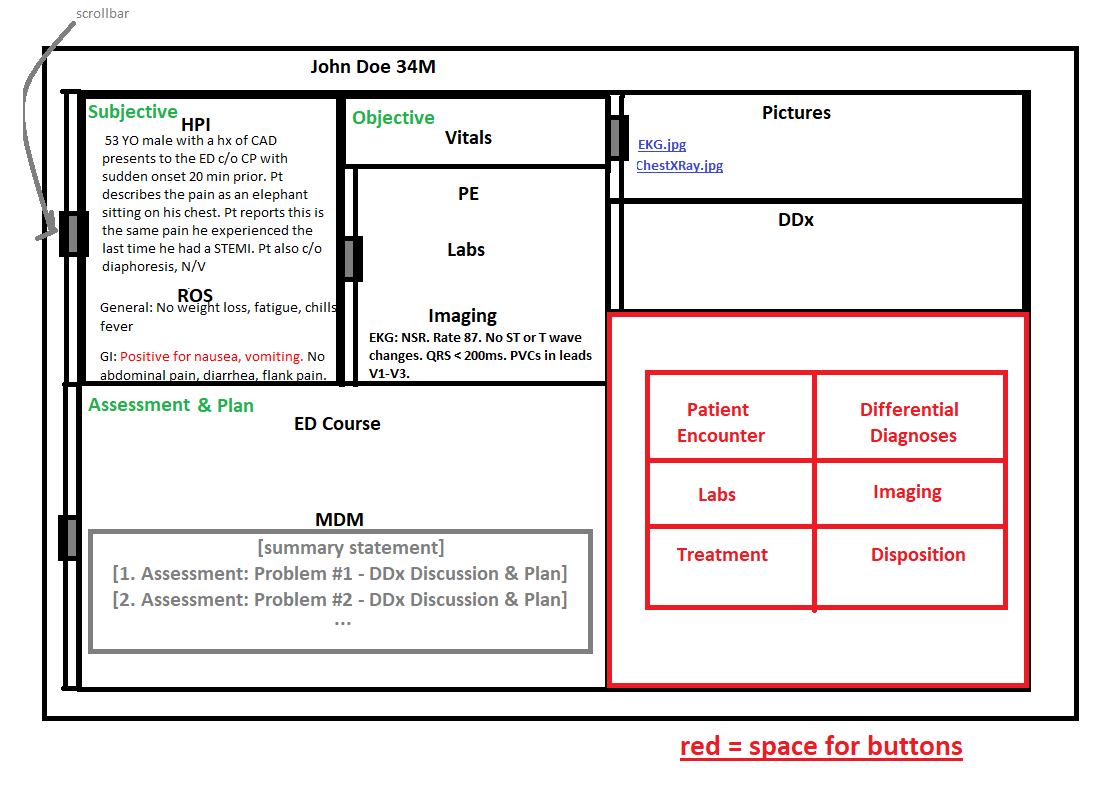 scrollbar
John Doe 34M
Subjective
HPI
53 YO male with a hx of CAD
presents to the ED c/o CP with
sudden onset 20 min prior. Pt
describes the pain as an elephant
sitting on his chest. Pt reports this is
the same pain he experienced the
last time he had a STEMI. Pt also c/o
diaphoresis, N/V
ROS
General: No weight loss, fatigue, chills
fever
GI: Positive for nausea, vomiting. No
abdominal pain, diarrhea, flank pain.
Objective
Vitals
PE
Labs
Imaging
EKG: NSR. Rate 87. No ST or T wave
changes. QRS < 200ms. PVCs in leads
V1-V3.
Pictures
EKG.jpg
ChestXRay.jpg
DDx
Assessment & Plan
ED Course
MDM
[summary statement]
[1. Assessment: Problem #1 - DDx Discussion & Plan]
[2. Assessment: Problem #2 - DDx Discussion & Plan]
...
Patient
Encounter
Differential
Diagnoses
Labs
Imaging
Treatment
Disposition
red = space for buttons